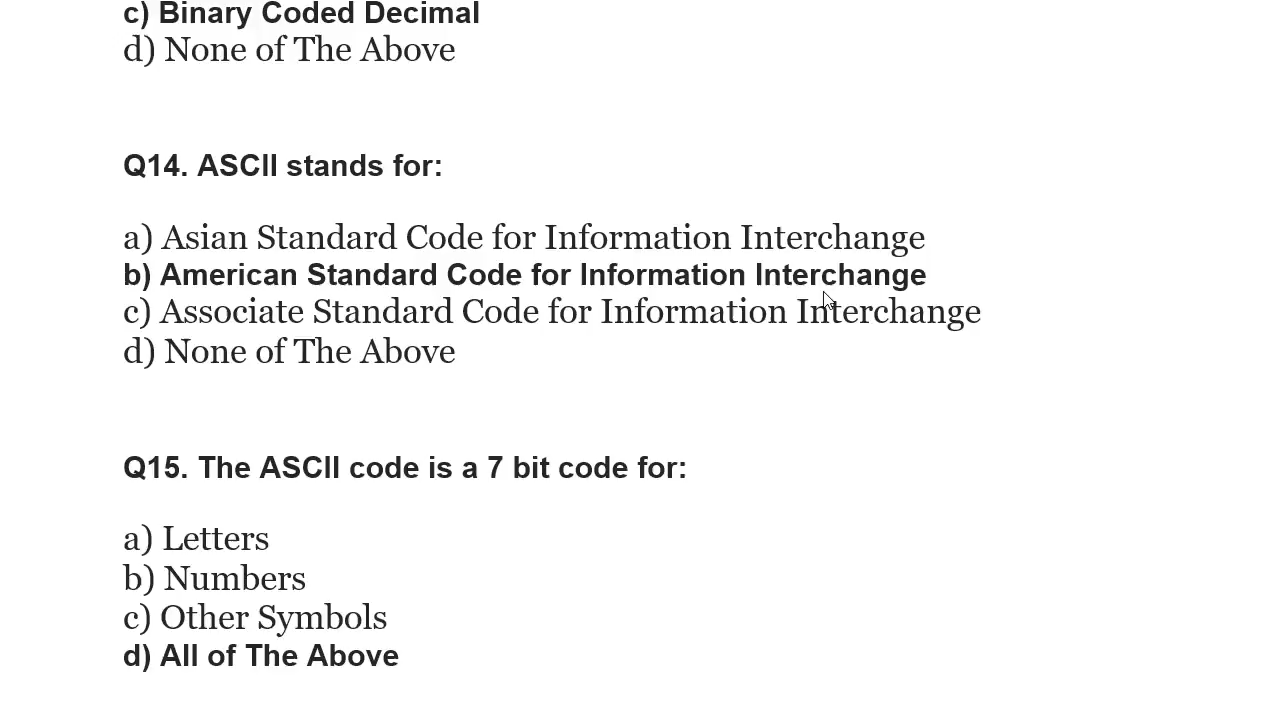 c) Binary Coded Decimal
d) None of The Above
Q14. ASCII stands for:
a) Asian Standard Code for Information Interchange
b) American Standard Code for Information Interchange
c) Associate Standard Code for Information Interchange
d) None of The Above
Q15. The ASCII code is a 7 bit code for:
a) Letters
b) Numbers
c) Other Symbols
d) All of The Above